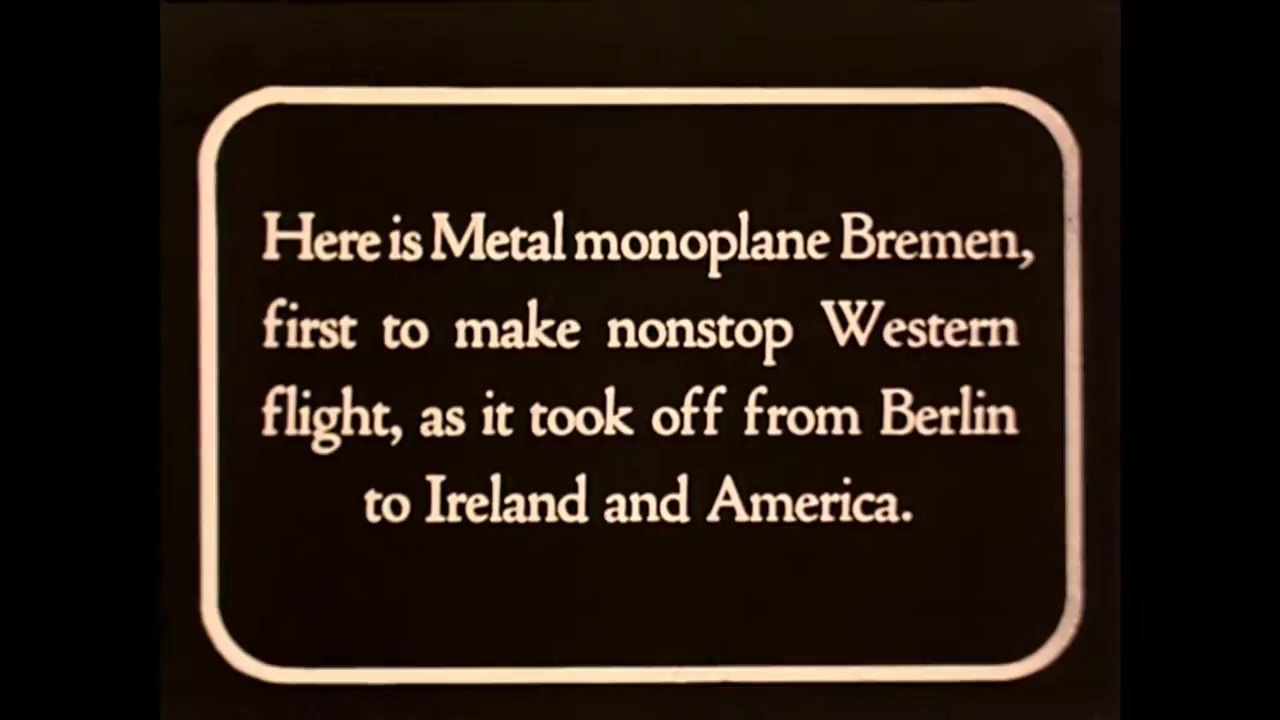 Here is Metal monoplane Bremen,
first to make nonstop Western
flight, as it took off from Berlin
to Ireland and America.